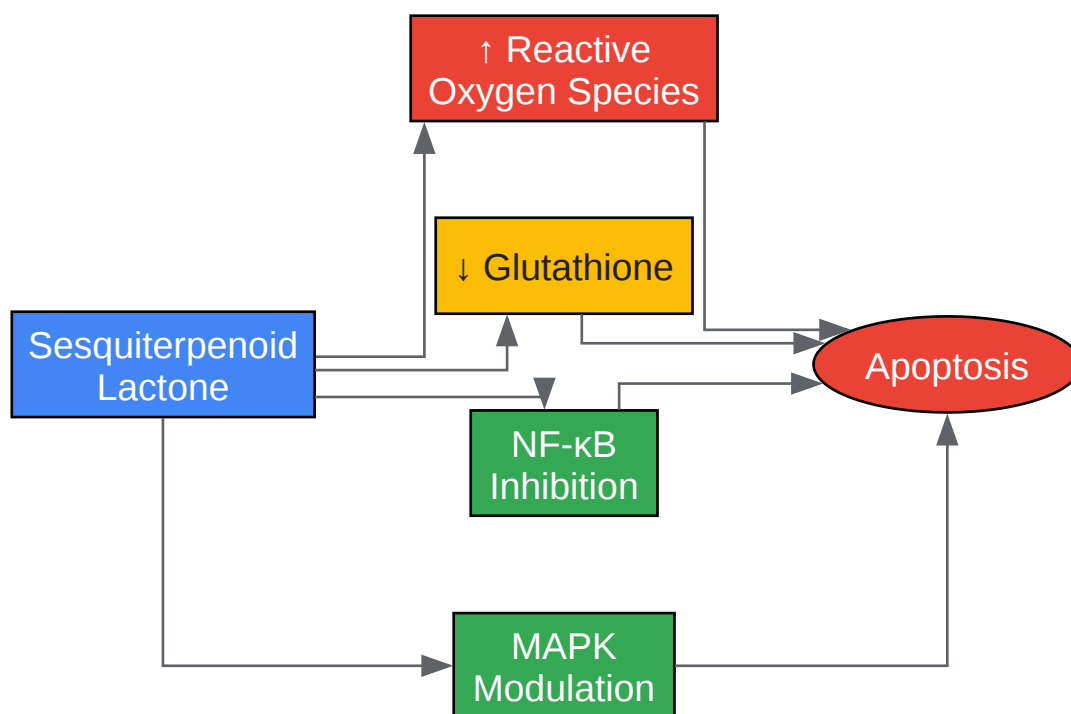 ↑ Reactive
Oxygen Species
↓ Glutathione
Sesquiterpenoid
Lactone
Apoptosis
NF-κB
Inhibition
MAPK
Modulation